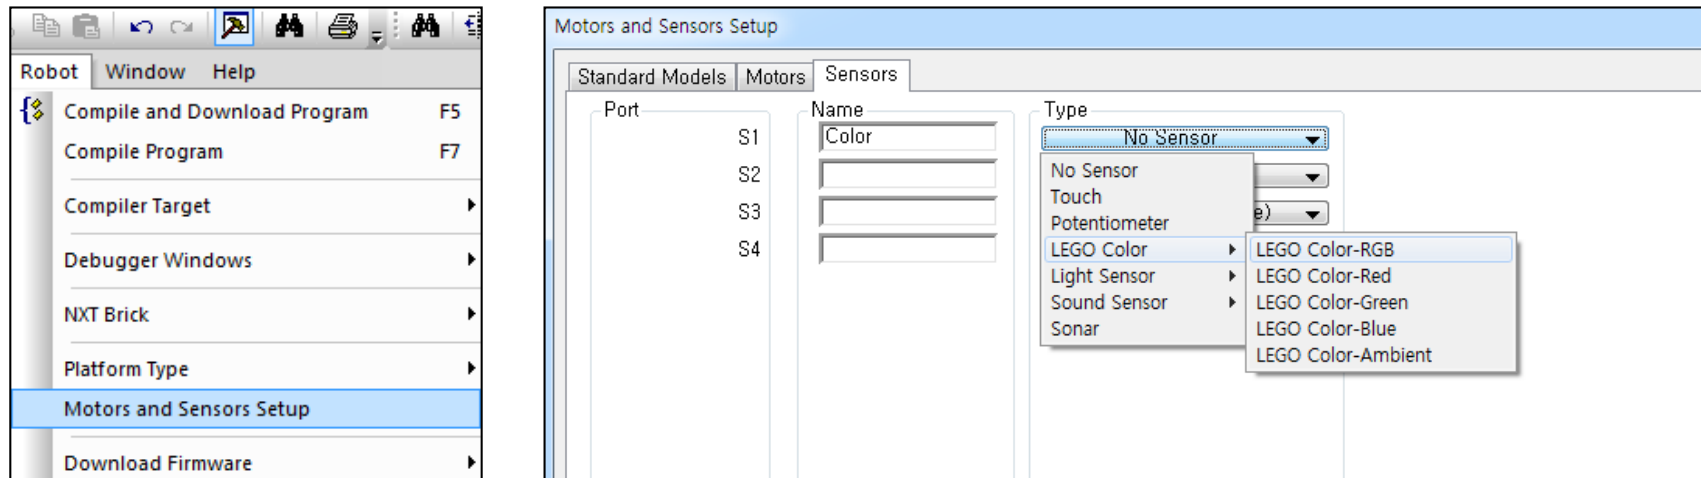 Robot Window Help
Compile and Download Program F5
Compile Program F7
Compiler Target
Debugger Windows
NXT Brick
Platform Type
Motors and Sensors Setup
Download Firmware
Motors and Sensors Setup
Standard Models Motors Sensors
Port Name Type
S1 Color No Sensor
S2
S3 e)
S4
No Sensor
Touch
Potentiometer
LEGO Color
Light Sensor
Sound Sensor
Sonar
LEGO Color-RGB
LEGO Color-Red
LEGO Color-Green
LEGO Color-Blue
LEGO Color-Ambient